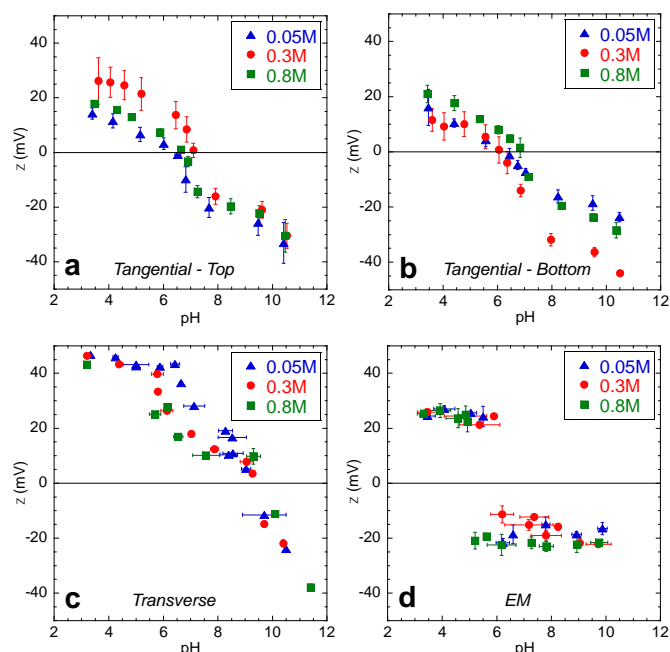 0.05M
0.3M
0.8M
40
20
0
-20
-40
z (mV)
a
Tangential - Top
2 4 6 8 10 12
pH
0.05M
0.3M
0.8M
40
20
0
-20
-40
z (mV)
b
Tangential - Bottom
2 4 6 8 10 12
pH
0.05M
0.3M
0.8M
40
20
0
-20
-40
z (mV)
c
Transverse
2 4 6 8 10 12
pH
0.05M
0.3M
0.8M
40
20
0
-20
-40
z (mV)
d
EM
2 4 6 8 10 12
pH